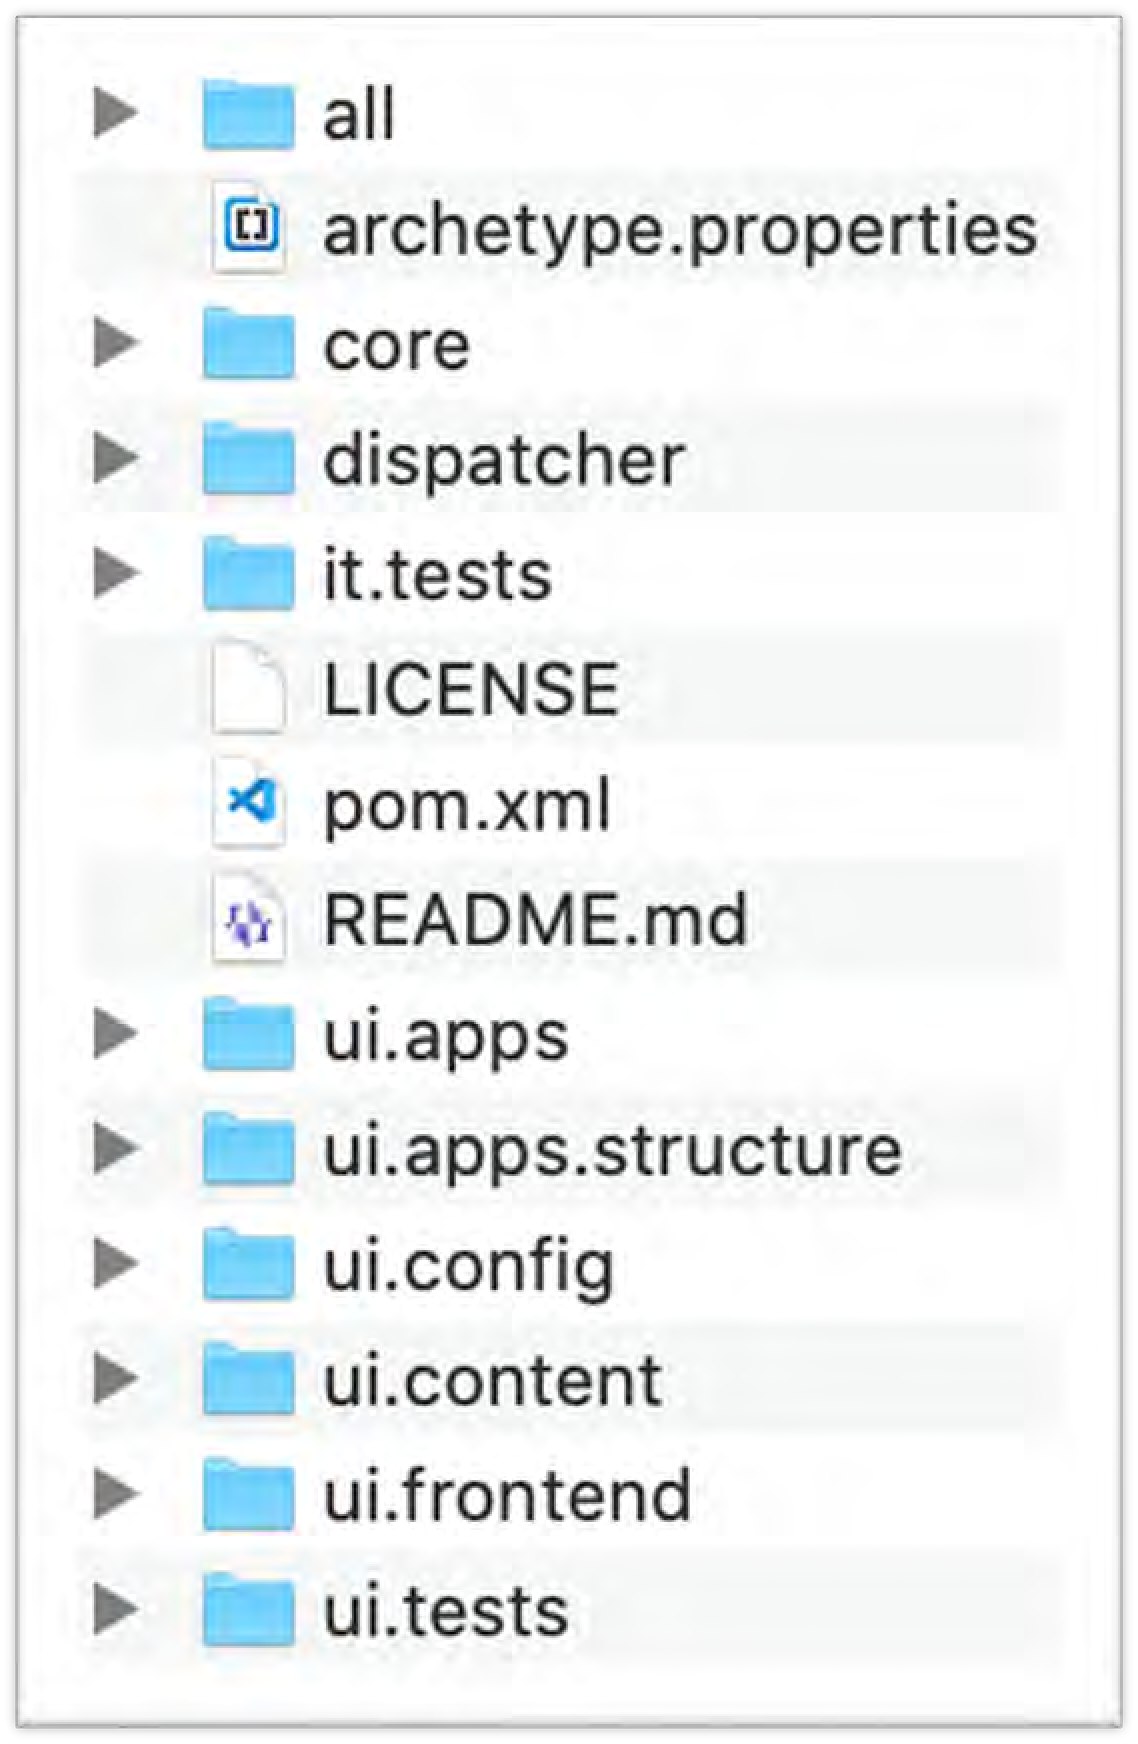 all
archetype.properties
core
dispatcher
it.tests
LICENSE
pom.xml
README.md
ui.apps
ui.apps.structure
ui.config
ui.content
ui.frontend
ui.tests